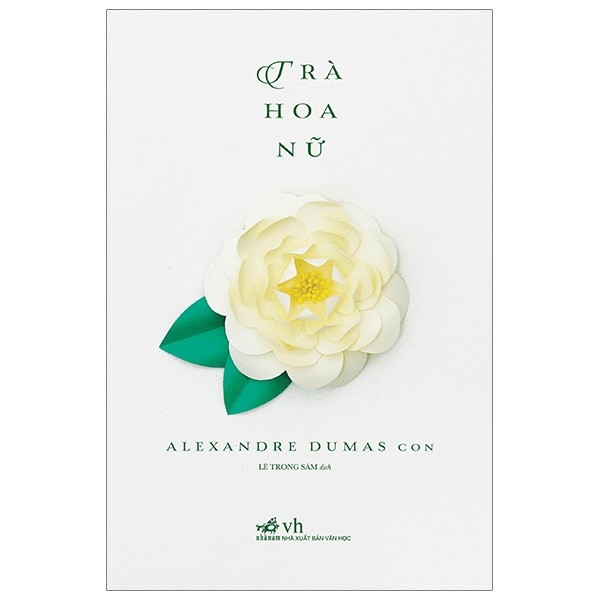 TRÀ
HOA
NỮ
ALEXANDRE DUMAS CON
LÊ TRỌNG SÂM dịch
vh
nhã nam NHÀ XUẤT BẢN VĂN HỌC